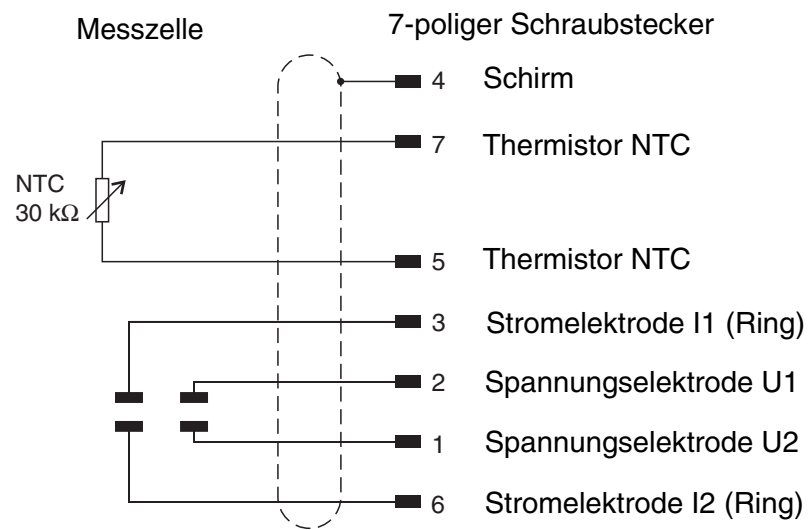 Messzelle
7-poliger Schraubstecker
4 Schirm
7 Thermistor NTC
NTC
30 kΩ
5 Thermistor NTC
3 Stromelektrode I1 (Ring)
2 Spannungselektrode U1
1 Spannungselektrode U2
6 Stromelektrode I2 (Ring)